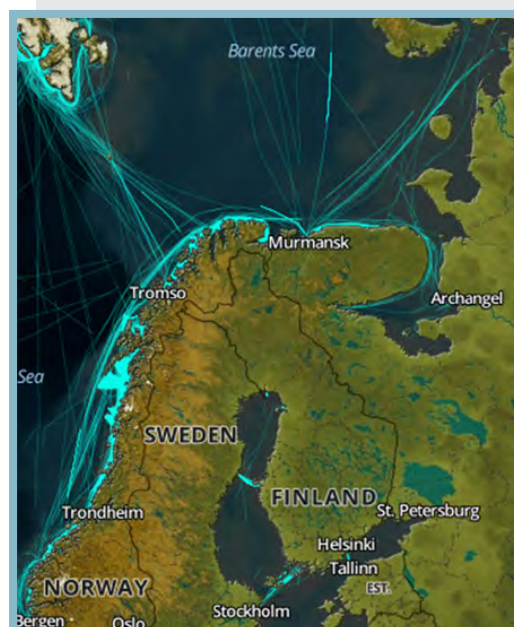 Barents Sea
Murmansk
Tromso
Archangel
Sea
SWEDEN
FINLAND
Trondheim
St. Petersburg
Helsinki
Tallinn
NORWAY
EST.
Stockholm
Bergen
Oslo